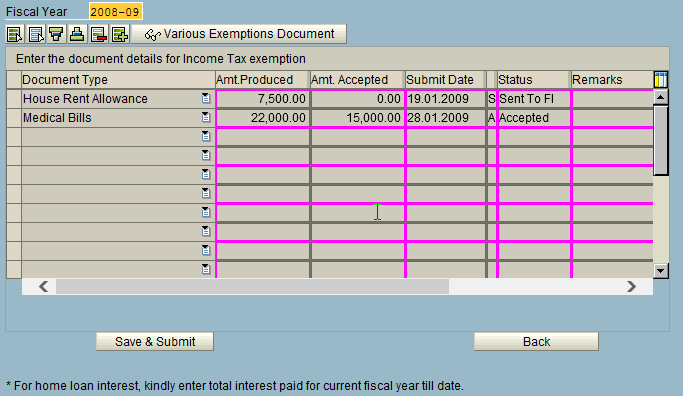 Fiscal Year 2008-09
Various Exemptions Document
Enter the document details for Income Tax exemption
Document Type Amt.Produced Amt. Accepted Submit Date Status Remarks
House Rent Allowance 7,500.00 0.00 19.01.2009 S Sent To FI
Medical Bills 22,000.00 15,000.00 28.01.2009 A Accepted
Save & Submit Back
* For home loan interest, kindly enter total interest paid for current fiscal year till date.